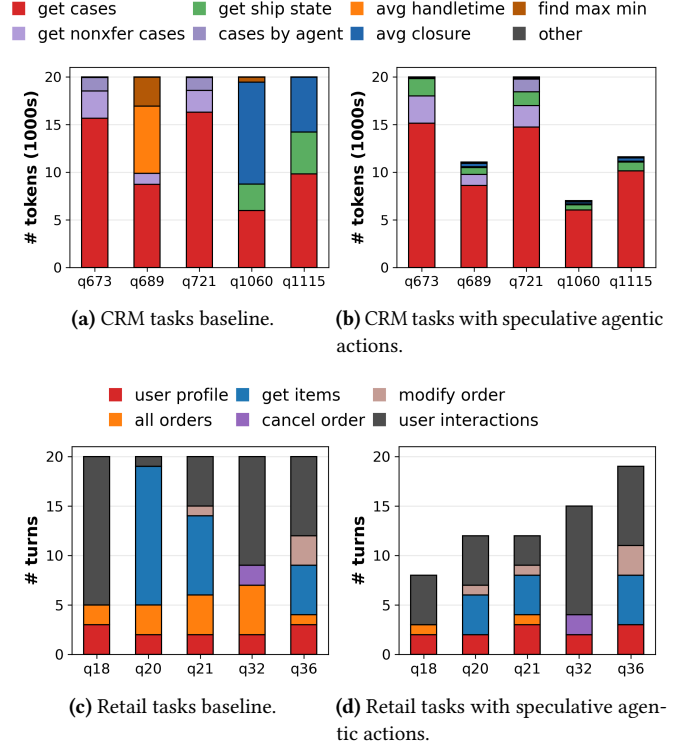 get cases get ship state avg handletime find max min
get nonxfer cases cases by agent avg closure other
# tokens (1000s)
20
15
10
5
0
q673 q689 q721 q1060 q1115
(a) CRM tasks baseline.
# tokens (1000s)
20
15
10
5
0
q673 q689 q721 q1060 q1115
(b) CRM tasks with speculative agentic
actions.
user profile get items modify order
all orders cancel order user interactions
# turns
20
15
10
5
0
q18 q20 q21 q32 q36
(c) Retail tasks baseline.
# turns
20
15
10
5
0
q18 q20 q21 q32 q36
(d) Retail tasks with speculative agen-
tic actions.